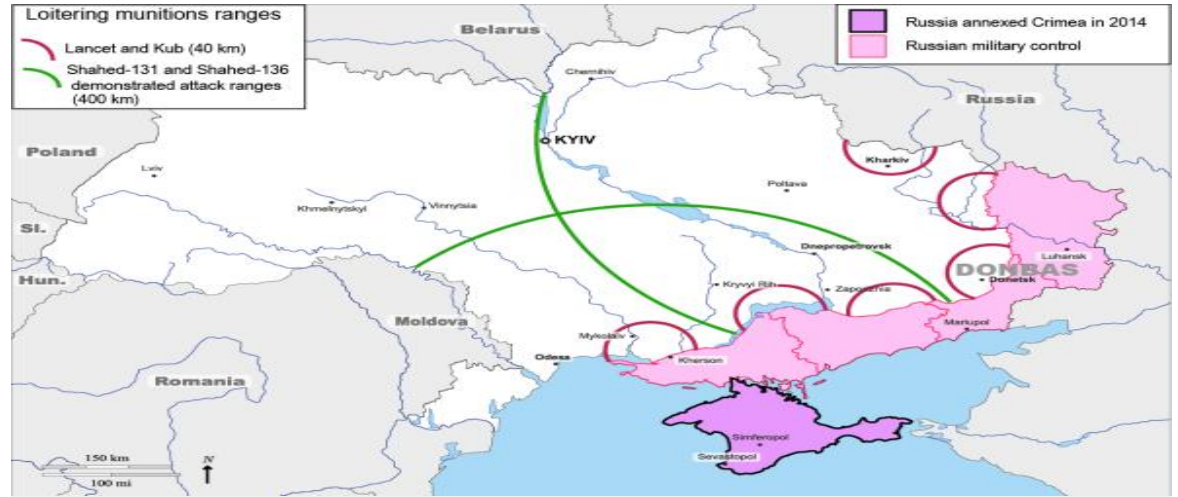 Loitering munitions ranges
Lancet and Kub (40 km)
Shahed-131 and Shahed-136
demonstrated attack ranges
(400 km)
Russia annexed Crimea in 2014
Russian military control
Belarus
Chernihiv
Russia
KYIV
Poland
Lviv
Kharkiv
Poltava
Khmelnytskyi
Vinnytsia
Sl.
Dnepropetrovsk
Luhansk
Hun.
DONBAS
Donetsk
Kryvyi Rih
Zaporizhia
Moldova
Mariupol
Mykolaiv
Odesa
Kherson
Romania
Simferopol
Sevastopol
150 km
100 mi
N